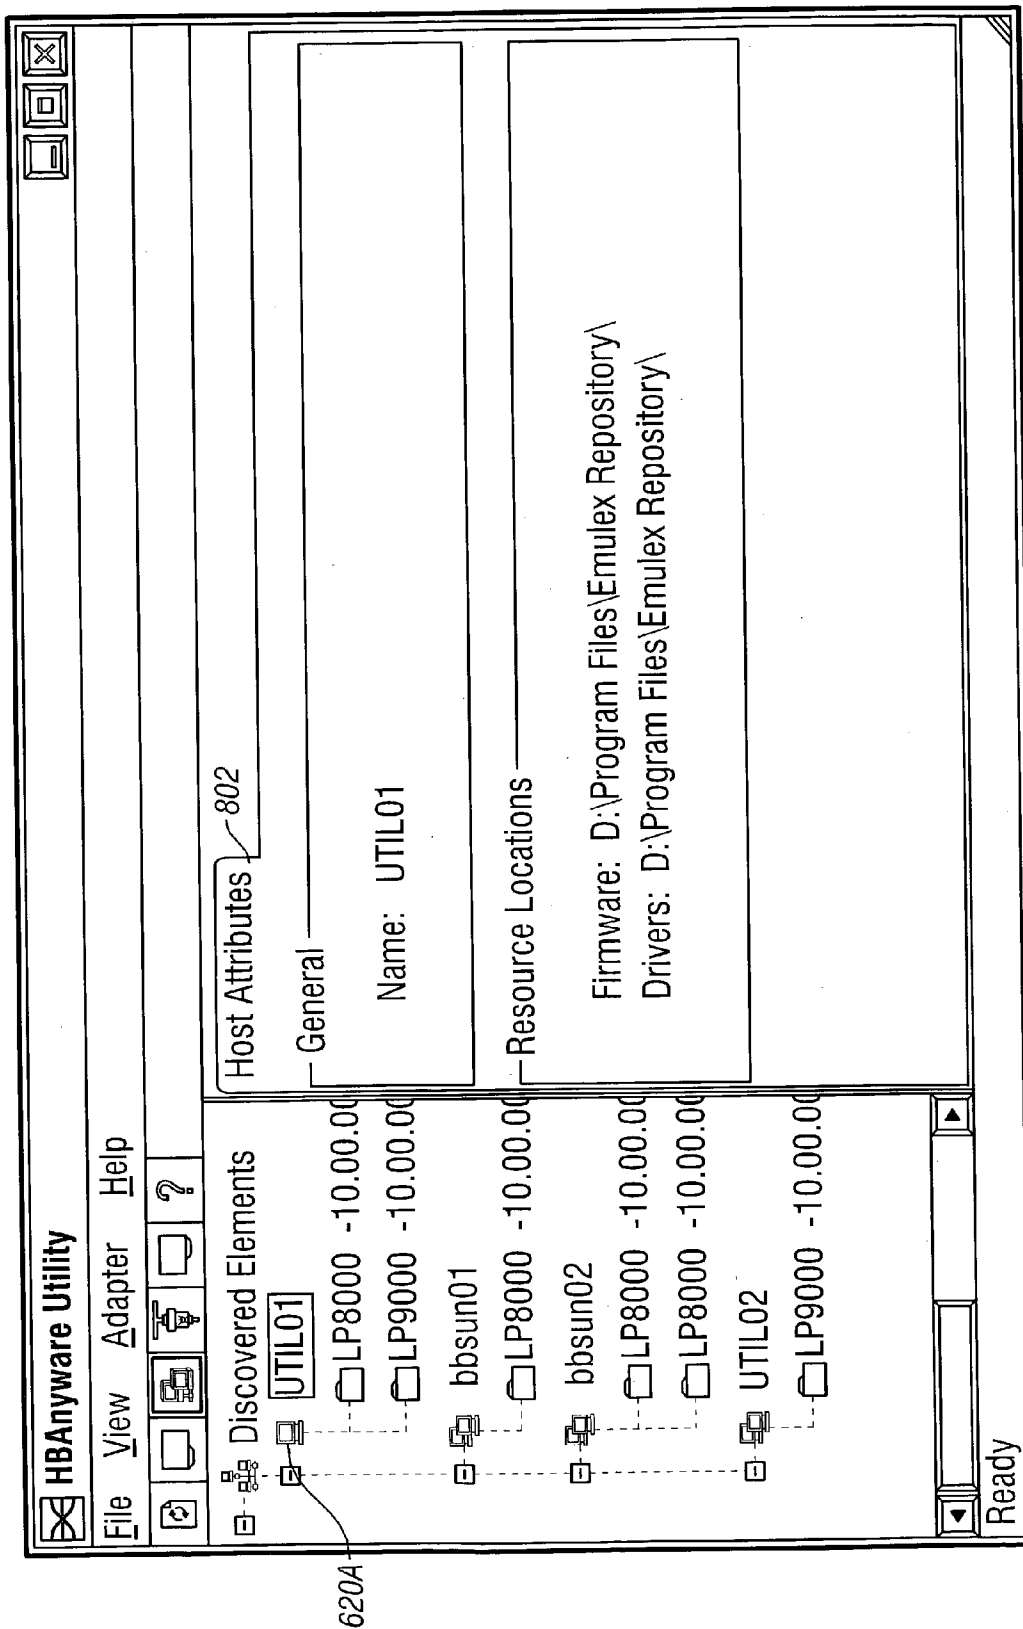 HBAnyware Utility
File View Adapter Help
?
Discovered Elements
UTIL01
LP8000 -10.00.00
LP9000 -10.00.00
bbsun01
LP8000 -10.00.00
bbsun02
LP8000 -10.00.00
LP8000 -10.00.00
UTIL02
LP9000 -10.00.00
620A
Host Attributes
802
General
Name: UTIL01
Resource Locations
Firmware: D:\Program Files\Emulex Repository\
Drivers: D:\Program Files\Emulex Repository\
Ready